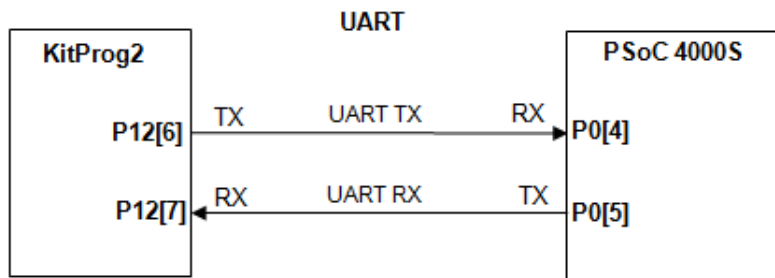 UART
KitProg2
PSoC 4000S
P12[6] TX UART TX RX P0[4]
P12[7] RX UART RX TX P0[5]